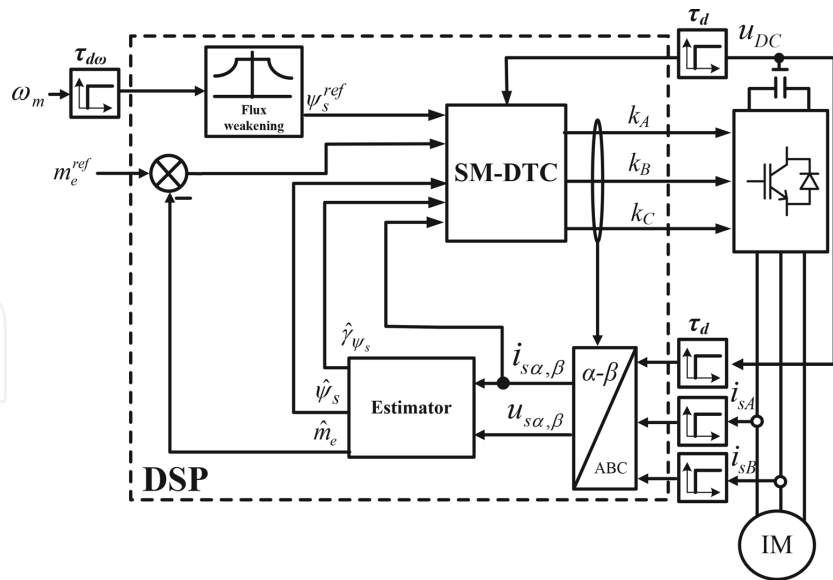 τ_d
u_DC
τ_dω
ω_m
Flux
weakening
ψ_s^ref
k_A
SM-DTC
k_B
m_e^ref
k_C
τ_d
γ̂_ψs
i_sα,β
α-β
ψ̂_s
Estimator
i_sA
m̂_e
u_sα,β
i_sB
ABC
DSP
IM